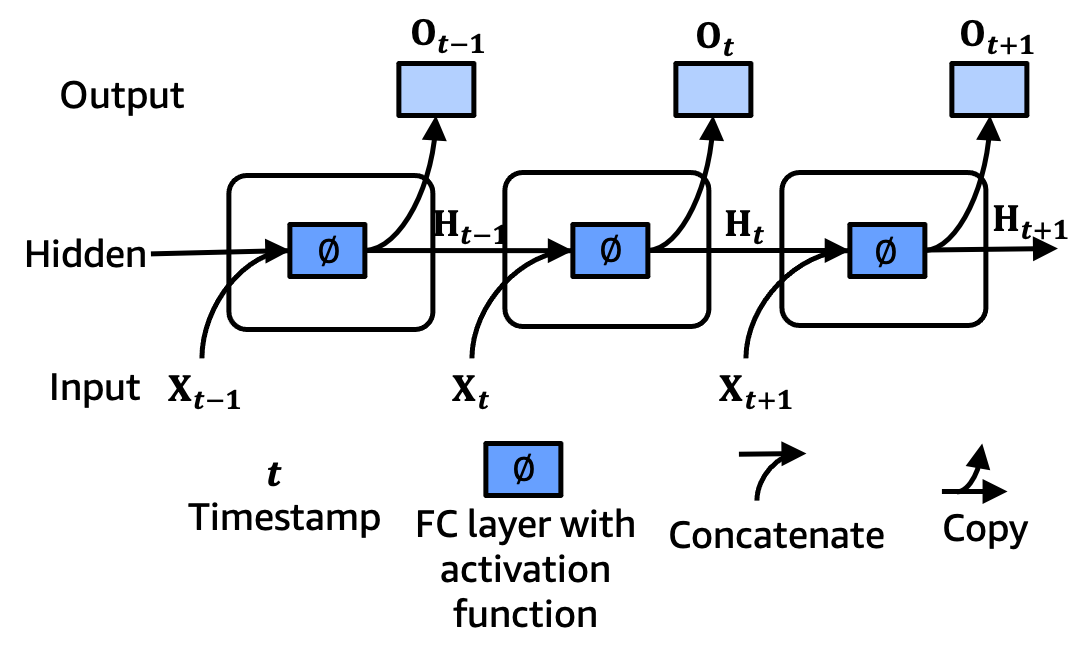 O_{t-1} O_t O_{t+1}
Output
H_{t-1} H_t H_{t+1}
Hidden
∅ ∅ ∅
Input X_{t-1} X_t X_{t+1}
t
Timestamp
∅
FC layer with
activation
function
Concatenate
Copy